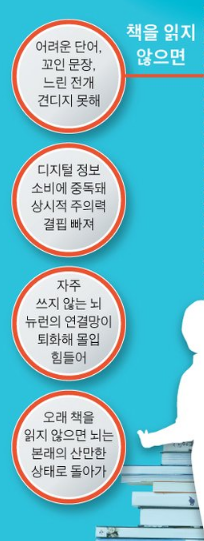 책을 읽지
않으면
어려운 단어,
꼬인 문장,
느린 전개
견디지 못해
디지털 정보
소비에 중독돼
상시적 주의력
결핍 빠져
자주
쓰지 않는 뇌
뉴런의 연결망이
퇴화해 몰입
힘들어
오래 책을
읽지 않으면 뇌는
본래의 산만한
상태로 돌아가